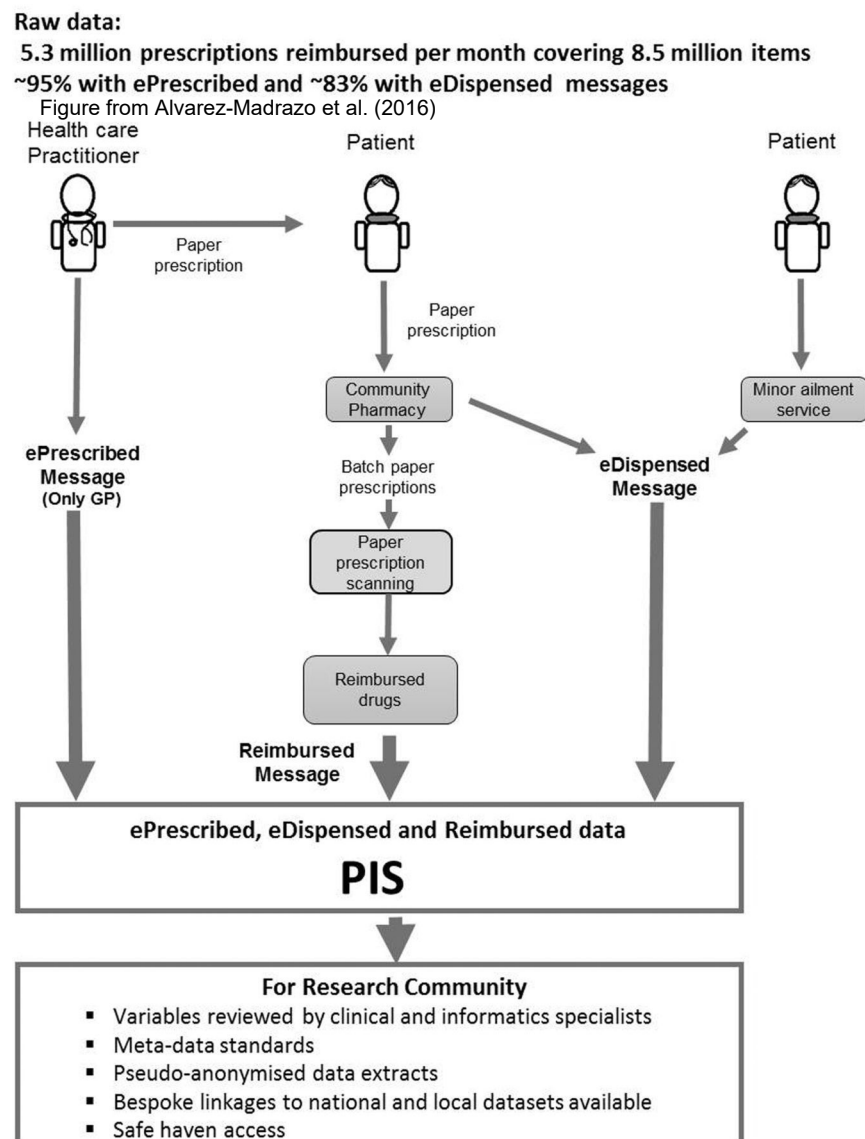 Raw data:
5.3 million prescriptions reimbursed per month covering 8.5 million items
~95% with ePrescribed and ~83% with eDispensed messages
Figure from Alvarez-Madrazo et al. (2016)
Health care
Practitioner
Patient
Patient
Paper
prescription
Paper
prescription
Community
Pharmacy
Minor ailment
service
ePrescribed
Message
(Only GP)
Batch paper
prescriptions
eDispensed
Message
Paper
prescription
scanning
Reimbursed
drugs
Reimbursed
Message
ePrescribed, eDispensed and Reimbursed data
PIS
For Research Community
▪ Variables reviewed by clinical and informatics specialists
▪ Meta-data standards
▪ Pseudo-anonymised data extracts
▪ Bespoke linkages to national and local datasets available
▪ Safe haven access